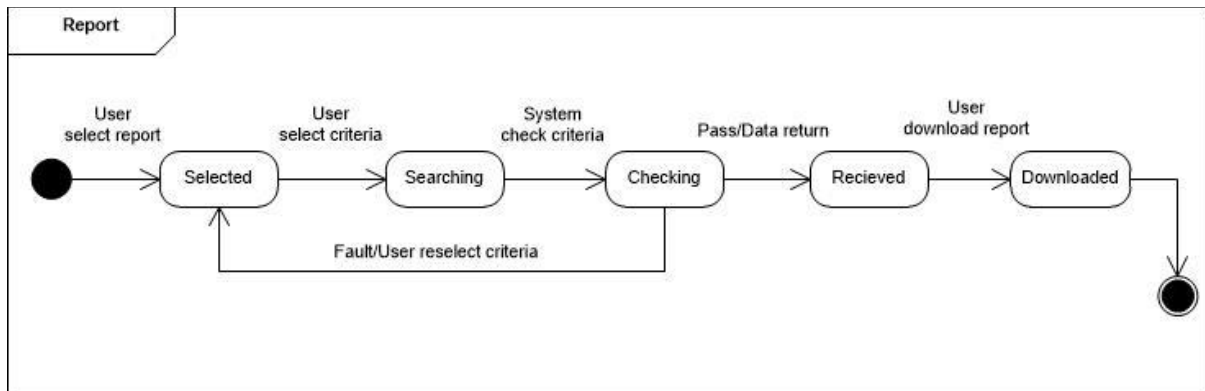 Report
User
select report
User
select criteria
System
check criteria
Pass/Data return
User
download report
Selected
Searching
Checking
Recieved
Downloaded
Fault/User reselect criteria